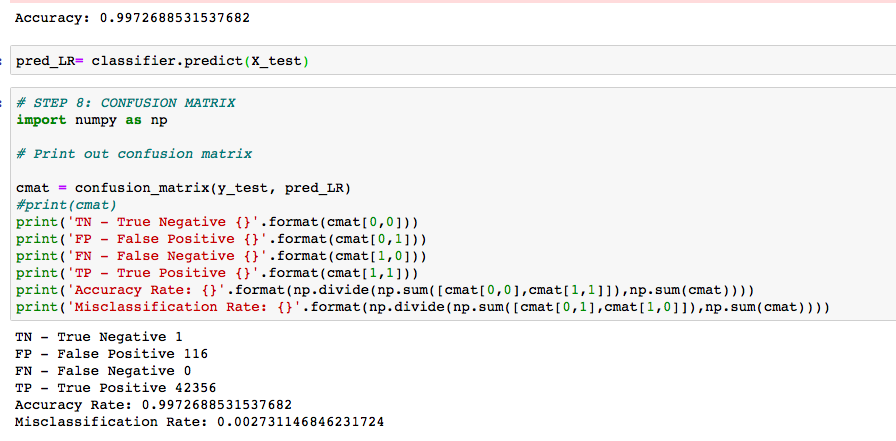 Accuracy: 0.9972688531537682
pred_LR= classifier.predict(X_test)
# STEP 8: CONFUSION MATRIX
import numpy as np
# Print out confusion matrix
cmat = confusion_matrix(y_test, pred_LR)
#print(cmat)
print('TN - True Negative {}'.format(cmat[0,0]))
print('FP - False Positive {}'.format(cmat[0,1]))
print('FN - False Negative {}'.format(cmat[1,0]))
print('TP - True Positive {}'.format(cmat[1,1]))
print('Accuracy Rate: {}'.format(np.divide(np.sum([cmat[0,0],cmat[1,1]]),np.sum(cmat))))
print('Misclassification Rate: {}'.format(np.divide(np.sum([cmat[0,1],cmat[1,0]]),np.sum(cmat))))
TN - True Negative 1
FP - False Positive 116
FN - False Negative 0
TP - True Positive 42356
Accuracy Rate: 0.9972688531537682
Misclassification Rate: 0.002731146846231724